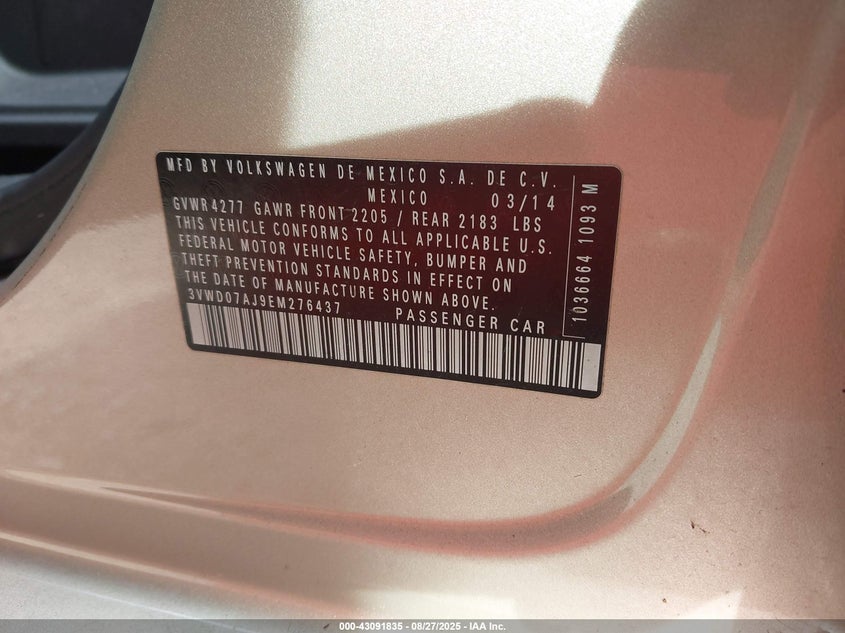 MFD BY VOLKSWAGEN DE MEXICO S.A. DE C.V.
MEXICO 03/14
GVWR4277 GAWR FRONT 2205 / REAR 2183 LBS
THIS VEHICLE CONFORMS TO ALL APPLICABLE U.S.
FEDERAL MOTOR VEHICLE SAFETY, BUMPER AND
THEFT PREVENTION STANDARDS IN EFFECT ON
THE DATE OF MANUFACTURE SHOWN ABOVE.
3VWD07AJ9EM276437 PASSENGER CAR
1036664 1093 M
000-43091835 - 08/27/2025 - IAA Inc.